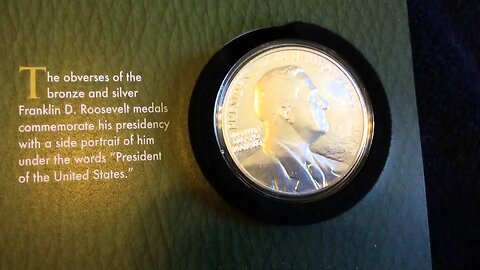 The obverses of the
bronze and silver
Franklin D. Roosevelt medals
commemorate his presidency
with a side portrait of him
under the words “President
of the United States.”